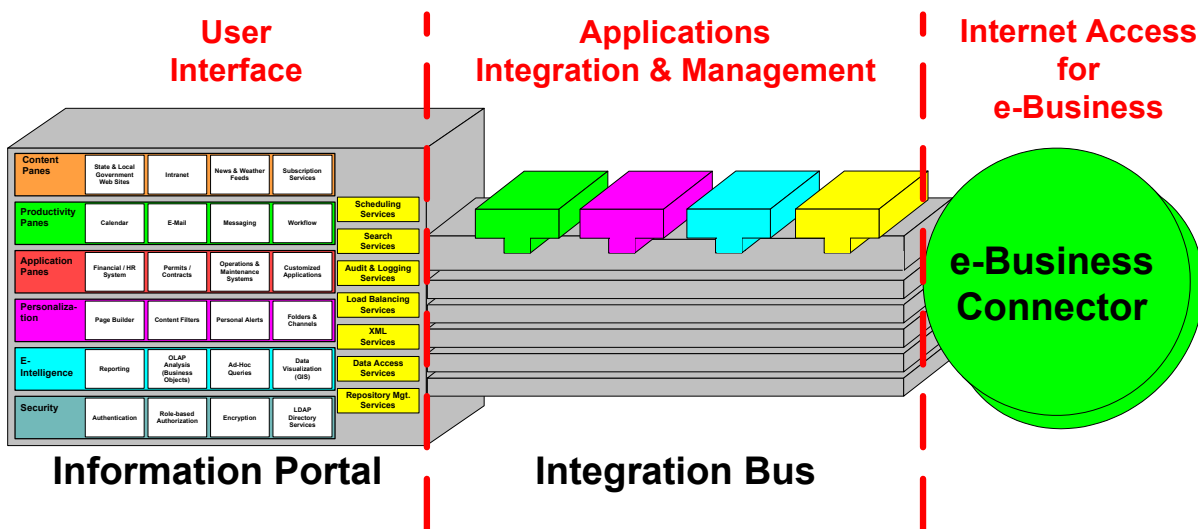 User
Interface
Applications
Integration & Management
Internet Access
for
e-Business
Content
Panes
State & Local
Government
Web Sites
Intranet
News & Weather
Feeds
Subscription
Services
Productivity
Panes
Calendar
E-Mail
Messaging
Workflow
Application
Panes
Financial / HR
System
Permits /
Contracts
Operations &
Maintenance
Systems
Customized
Applications
Personaliza-
tion
Page Builder
Content Filters
Personal Alerts
Folders &
Channels
E-
Intelligence
Reporting
OLAP
Analysis
(Business
Objects)
Ad-Hoc
Queries
Data
Visualization
(GIS)
Security
Authentication
Role-based
Authorization
Encryption
LDAP
Directory
Services
Scheduling
Services
Search
Services
Audit & Logging
Services
Load Balancing
Services
XML
Services
Data Access
Services
Repository Mgt.
Services
e-Business
Connector
Information Portal
Integration Bus